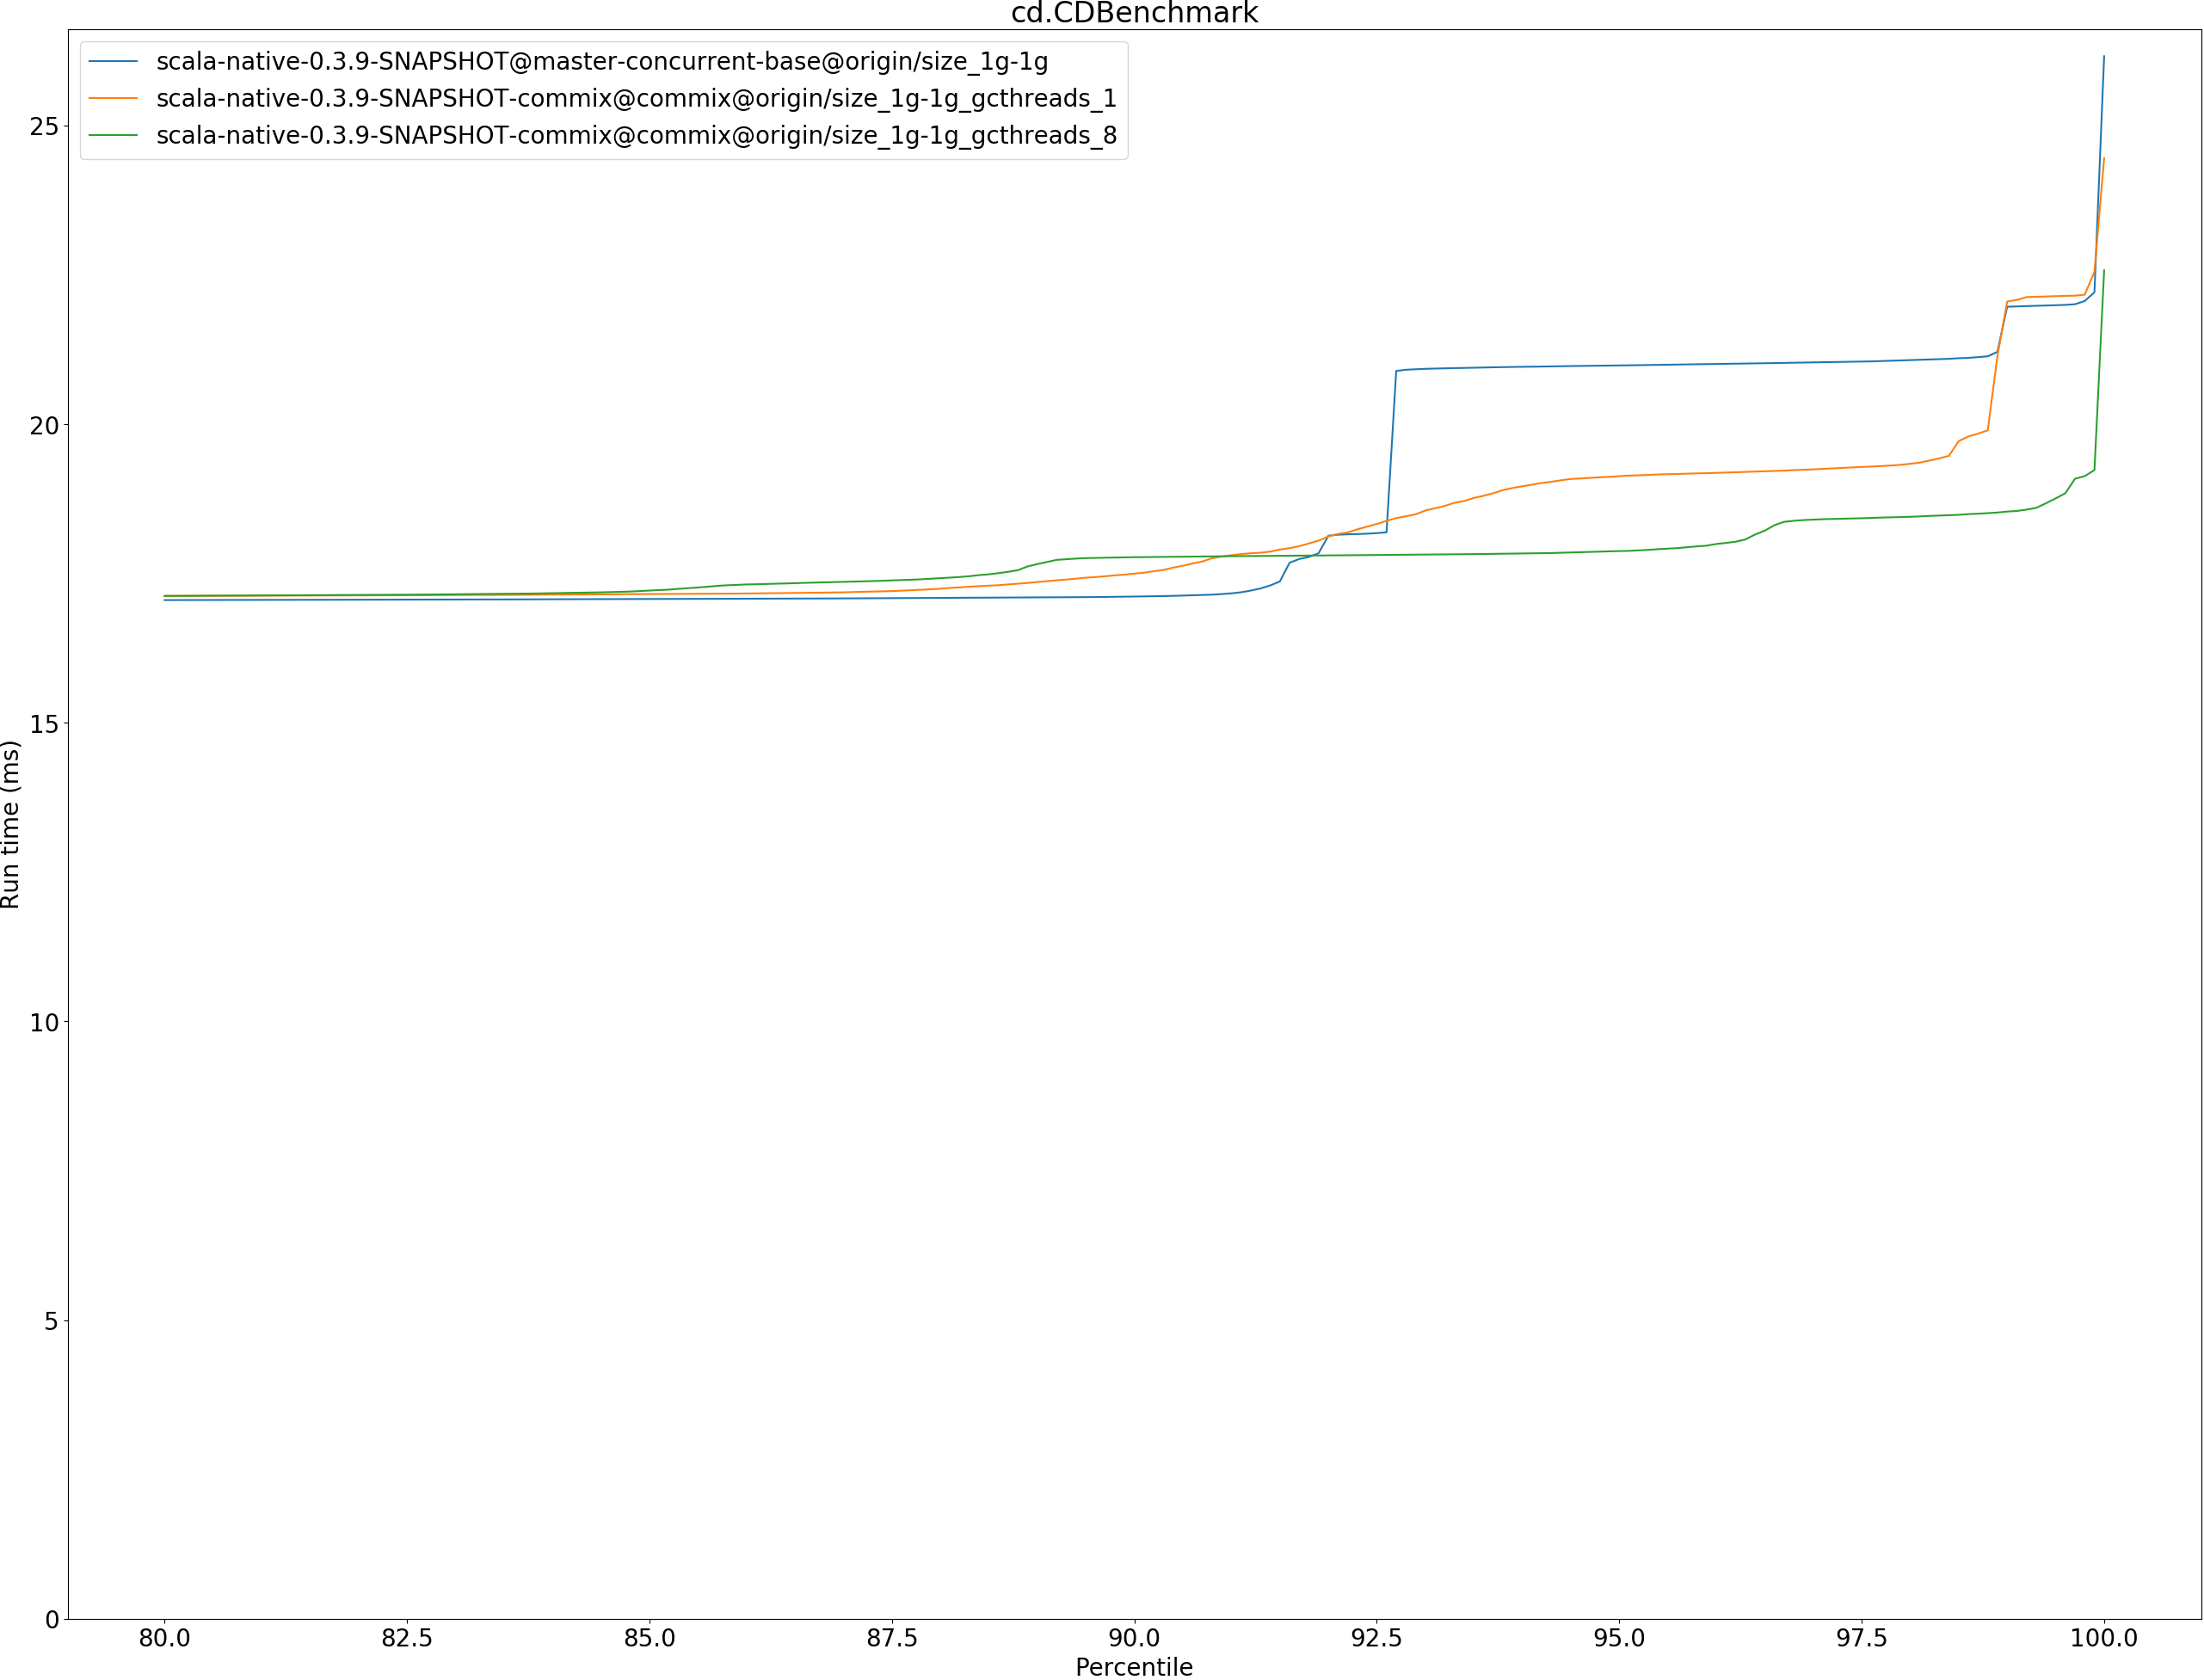 cd.CDBenchmark
scala-native-0.3.9-SNAPSHOT@master-concurrent-base@origin/size_1g-1g
scala-native-0.3.9-SNAPSHOT-commix@commix@origin/size_1g-1g_gcthreads_1
scala-native-0.3.9-SNAPSHOT-commix@commix@origin/size_1g-1g_gcthreads_8
25
20
15
10
5
0
Run time (ms)
80.0 82.5 85.0 87.5 90.0 92.5 95.0 97.5 100.0
Percentile